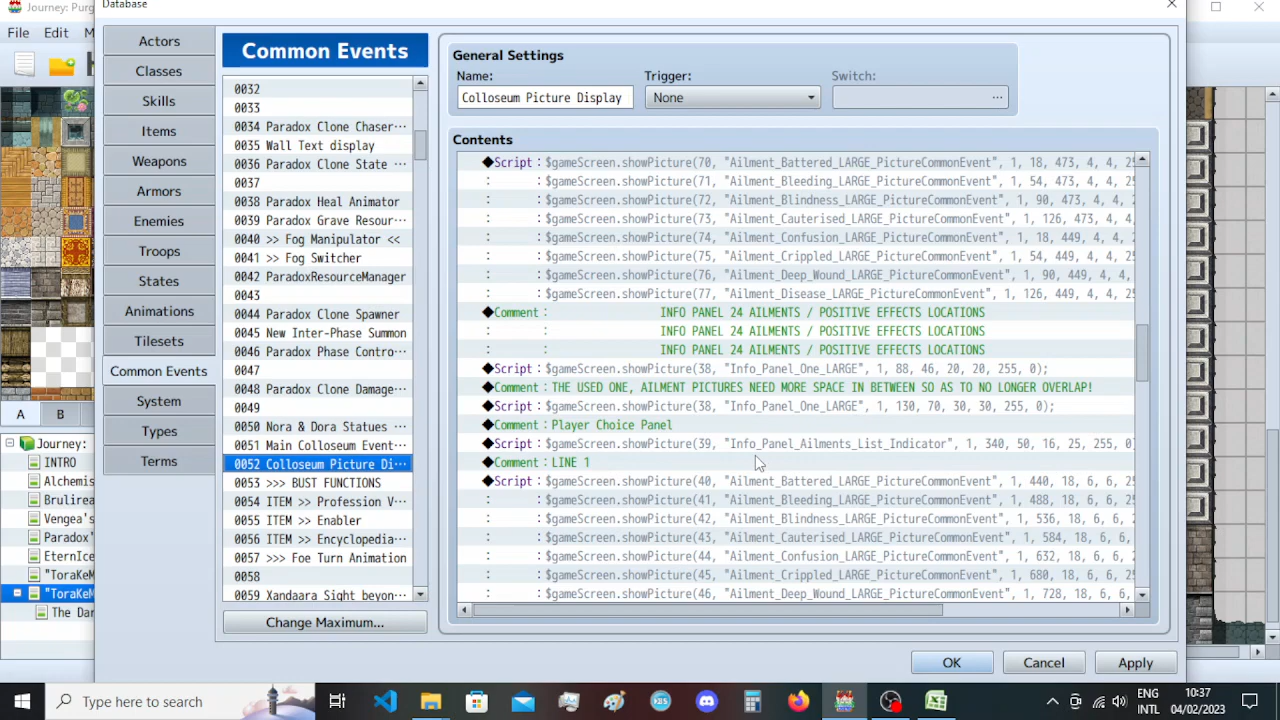 Journey: Purg
Database
File Edit M
A B
Journey:
INTRO
Alchemis
Brulirea
Vengea's
Paradox'
EternIce
"ToraKeM
"ToraKeM
The Dar
Actors
Classes
Skills
Items
Weapons
Armors
Enemies
Troops
States
Animations
Tilesets
Common Events
System
Types
Terms
Common Events
0032
0033
0034 Paradox Clone Chaser···
0035 Wall Text display
0036 Paradox Clone State ···
0037
0038 Paradox Heal Animator
0039 Paradox Grave Resour···
0040 >> Fog Manipulator <<
0041 >> Fog Switcher
0042 ParadoxResourceManager
0043
0044 Paradox Clone Spawner
0045 New Inter-Phase Summon
0046 Paradox Phase Contro···
0047
0048 Paradox Clone Damage···
0049
0050 Nora & Dora Statues ···
0051 Main Colloseum Event···
0052 Colloseum Picture Di···
0053 >>> BUST FUNCTIONS
0054 ITEM >> Profession V···
0055 ITEM >> Enabler
0056 ITEM >> Encyclopedia···
0057 >>> Foe Turn Animation
0058
0059 Xandaara Sight beyon···
Change Maximum...
General Settings
Name: Trigger: Switch:
Colloseum Picture Display None ...
Contents
◆Script：$gameScreen.showPicture(70, "Ailment_Battered_LARGE_PictureCommonEvent", 1, 18, 473, 4, 4, 25
：　　　：$gameScreen.showPicture(71, "Ailment_Bleeding_LARGE_PictureCommonEvent", 1, 54, 473, 4, 4, 25
：　　　：$gameScreen.showPicture(72, "Ailment_Blindness_LARGE_PictureCommonEvent", 1, 90, 473, 4, 4, 2
：　　　：$gameScreen.showPicture(73, "Ailment_Cauterised_LARGE_PictureCommonEvent", 1, 126, 473, 4, 4,
：　　　：$gameScreen.showPicture(74, "Ailment_Confusion_LARGE_PictureCommonEvent", 1, 18, 449, 4, 4, 2
：　　　：$gameScreen.showPicture(75, "Ailment_Crippled_LARGE_PictureCommonEvent", 1, 54, 449, 4, 4, 25
：　　　：$gameScreen.showPicture(76, "Ailment_Deep_Wound_LARGE_PictureCommonEvent", 1, 90, 449, 4, 4,
：　　　：$gameScreen.showPicture(77, "Ailment_Disease_LARGE_PictureCommonEvent", 1, 126, 449, 4, 4, 25
◆Comment： INFO PANEL 24 AILMENTS / POSITIVE EFFECTS LOCATIONS
：　　　： INFO PANEL 24 AILMENTS / POSITIVE EFFECTS LOCATIONS
：　　　： INFO PANEL 24 AILMENTS / POSITIVE EFFECTS LOCATIONS
◆Script：$gameScreen.showPicture(38, "Info_Panel_One_LARGE", 1, 88, 46, 20, 20, 255, 0);
◆Comment：THE USED ONE, AILMENT PICTURES NEED MORE SPACE IN BETWEEN SO AS TO NO LONGER OVERLAP!
◆Script：$gameScreen.showPicture(38, "Info_Panel_One_LARGE", 1, 130, 70, 30, 30, 255, 0);
◆Comment：Player Choice Panel
◆Script：$gameScreen.showPicture(39, "Info_Panel_Ailments_List_Indicator", 1, 340, 50, 16, 25, 255, 0)
◆Comment：LINE 1
◆Script：$gameScreen.showPicture(40, "Ailment_Battered_LARGE_PictureCommonEvent", 1, 440, 18, 6, 6, 25
：　　　：$gameScreen.showPicture(41, "Ailment_Bleeding_LARGE_PictureCommonEvent", 1, 488, 18, 6, 6, 25
：　　　：$gameScreen.showPicture(42, "Ailment_Blindness_LARGE_PictureCommonEvent", 1, 536, 18, 6, 6, 2
：　　　：$gameScreen.showPicture(43, "Ailment_Cauterised_LARGE_PictureCommonEvent", 1, 584, 18, 6, 6,
：　　　：$gameScreen.showPicture(44, "Ailment_Confusion_LARGE_PictureCommonEvent", 1, 632, 18, 6, 6, 2
：　　　：$gameScreen.showPicture(45, "Ailment_Crippled_LARGE_PictureCommonEvent", 1, 680, 18, 6, 6, 25
：　　　：$gameScreen.showPicture(46, "Ailment_Deep_Wound_LARGE_PictureCommonEvent", 1, 728, 18, 6, 6,
OK Cancel Apply
Type here to search
ENG
INTL
10:37
04/02/2023